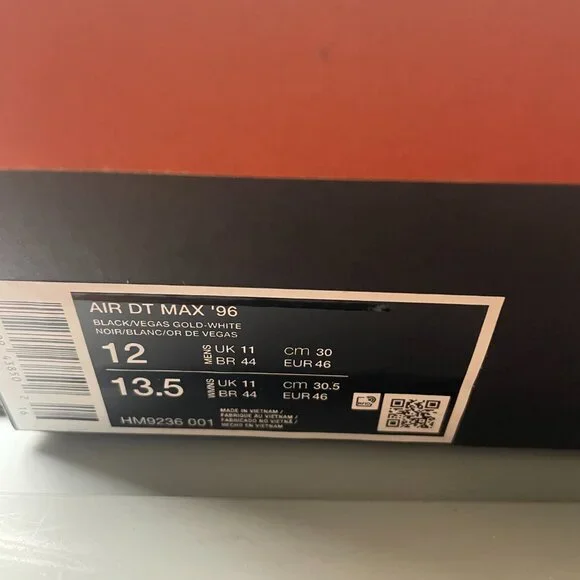 AIR DT MAX '96
BLACK/VEGAS GOLD-WHITE
NOIR/BLANC/OR DE VEGAS
12 MENS UK 11 cm 30
BR 44 EUR 46
13.5 WMNS UK 11 cm 30.5
BR 44 EUR 46
HM9236 001
MADE IN VIETNAM /
FABRIQUE AU VIETNAM /
FABRICADO NO VIETNÃ /
HECHO EN VIETNAM